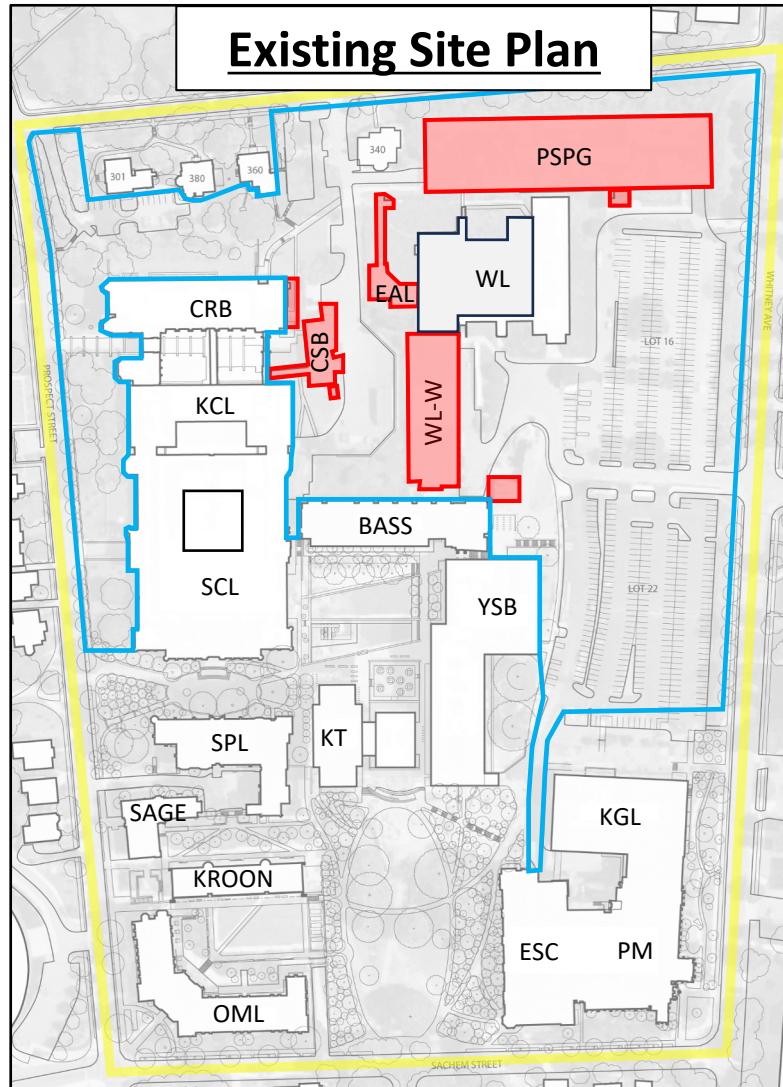 Existing Site Plan
340
PSPG
301
380
360
WL
EAL
WHITNEY AVE
CRB
CSB
LOT 16
PROSPECT STREET
WL-W
KCL
BASS
SCL
YSB
LOT 22
SPL
KT
SAGE
KGL
KROON
ESC
PM
OML
SACHEM STREET